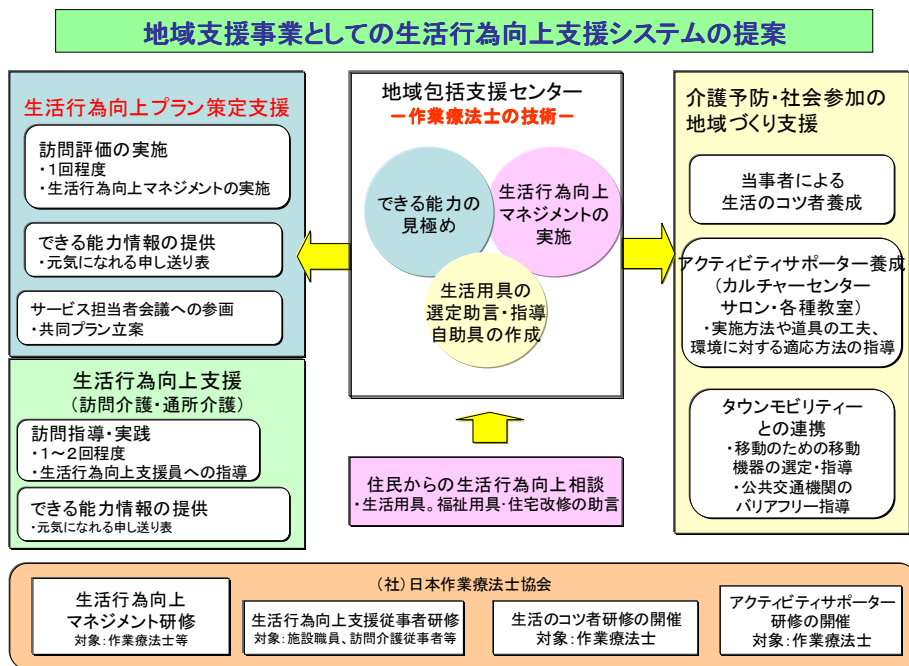 地域支援事業としての生活行為向上支援システムの提案
生活行為向上プラン策定支援
訪問評価の実施
・1回程度
・生活行為向上マネジメントの実施
できる能力情報の提供
・元気になれる申し送り表
サービス担当者会議への参画
・共同プラン立案
生活行為向上支援
(訪問介護・通所介護)
訪問指導・実践
・1~2回程度
・生活行為向上支援員への指導
できる能力情報の提供
・元気になれる申し送り表
地域包括支援センター
-作業療法士の技術-
できる能力の
見極め
生活行為向上
マネジメントの
実施
生活用具の
選定助言・指導
自助具の作成
住民からの生活行為向上相談
・生活用具。福祉用具・住宅改修の助言
介護予防・社会参加の
地域づくり支援
当事者による
生活のコツ者養成
アクティビティサポーター養成
(カルチャーセンター
サロン・各種教室)
・実施方法や道具の工夫、
環境に対する適応方法の指導
タウンモビリティー
との連携
・移動のための移動
機器の選定・指導
・公共交通機関の
バリアフリー指導
(社)日本作業療法士協会
生活行為向上
マネジメント研修
対象:作業療法士等
生活行為向上支援従事者研修
対象:施設職員、訪問介護従事者等
生活のコツ者研修の開催
対象:作業療法士
アクティビティサポーター
研修の開催
対象:作業療法士